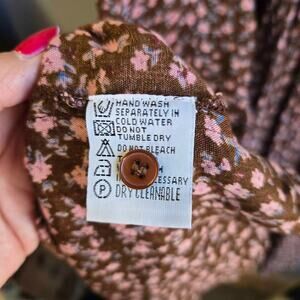 HAND WASH
SEPARATELY IN
COLD WATER
DO NOT
TUMBLE DRY
DO NOT BLEACH
DRY CLEANABLE
P